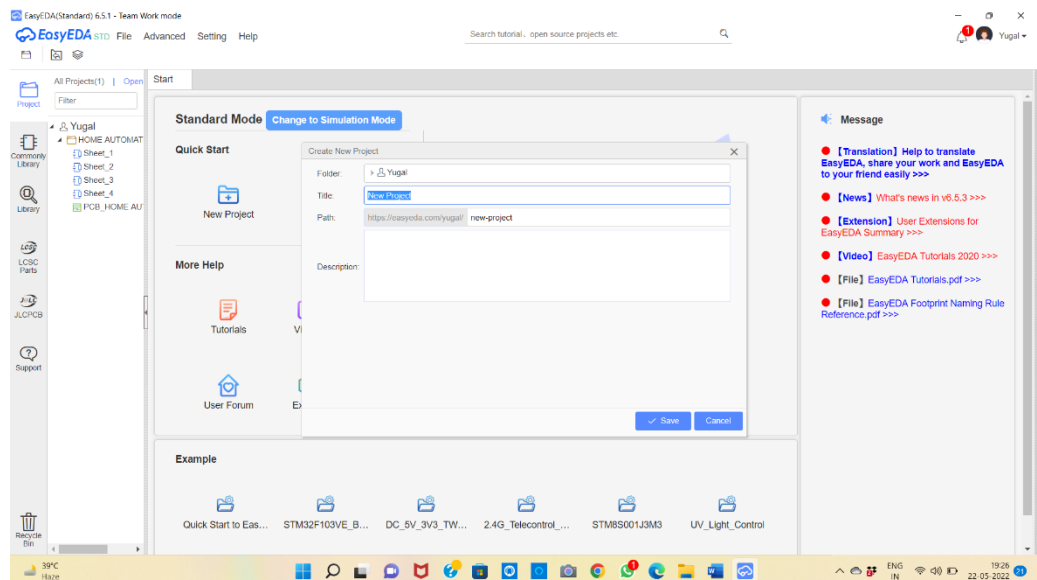 EasyEDA(Standard) 6.5.1 - Team Work mode
EasyEDA STD File Advanced Setting Help
Search tutorial, open source projects etc.
Yugal
All Projects(1) | Open
Start
Project
Filter
Yugal
HOME AUTOMAT
Sheet_1
Sheet_2
Sheet_3
Sheet_4
PCB_HOME AU
Commonly
Library
Library
LCSC
LCSC
Parts
JLC
JLCPCB
Support
Recycle
Bin
Standard Mode Change to Simulation Mode
Quick Start
New Project
More Help
Tutorials
Vi
User Forum
Ex
Create New Project
Folder: Yugal
Title: New Project
Path: https://easyeda.com/yugal/ new-project
Description:
Save Cancel
Example
Quick Start to Eas...
STM32F103VE_B...
DC_5V_3V3_TW...
2.4G_Telecontrol_...
STM8S001J3M3
UV_Light_Control
Message
【Translation】Help to translate
EasyEDA, share your work and EasyEDA
to your friend easily >>>
【News】What's news in v6.5.3 >>>
【Extension】User Extensions for
EasyEDA Summary >>>
【Video】EasyEDA Tutorials 2020 >>>
【File】EasyEDA Tutorials.pdf >>>
【File】EasyEDA Footprint Naming Rule
Reference.pdf >>>
39°C
Haze
ENG
IN
19:26
22-05-2022
21